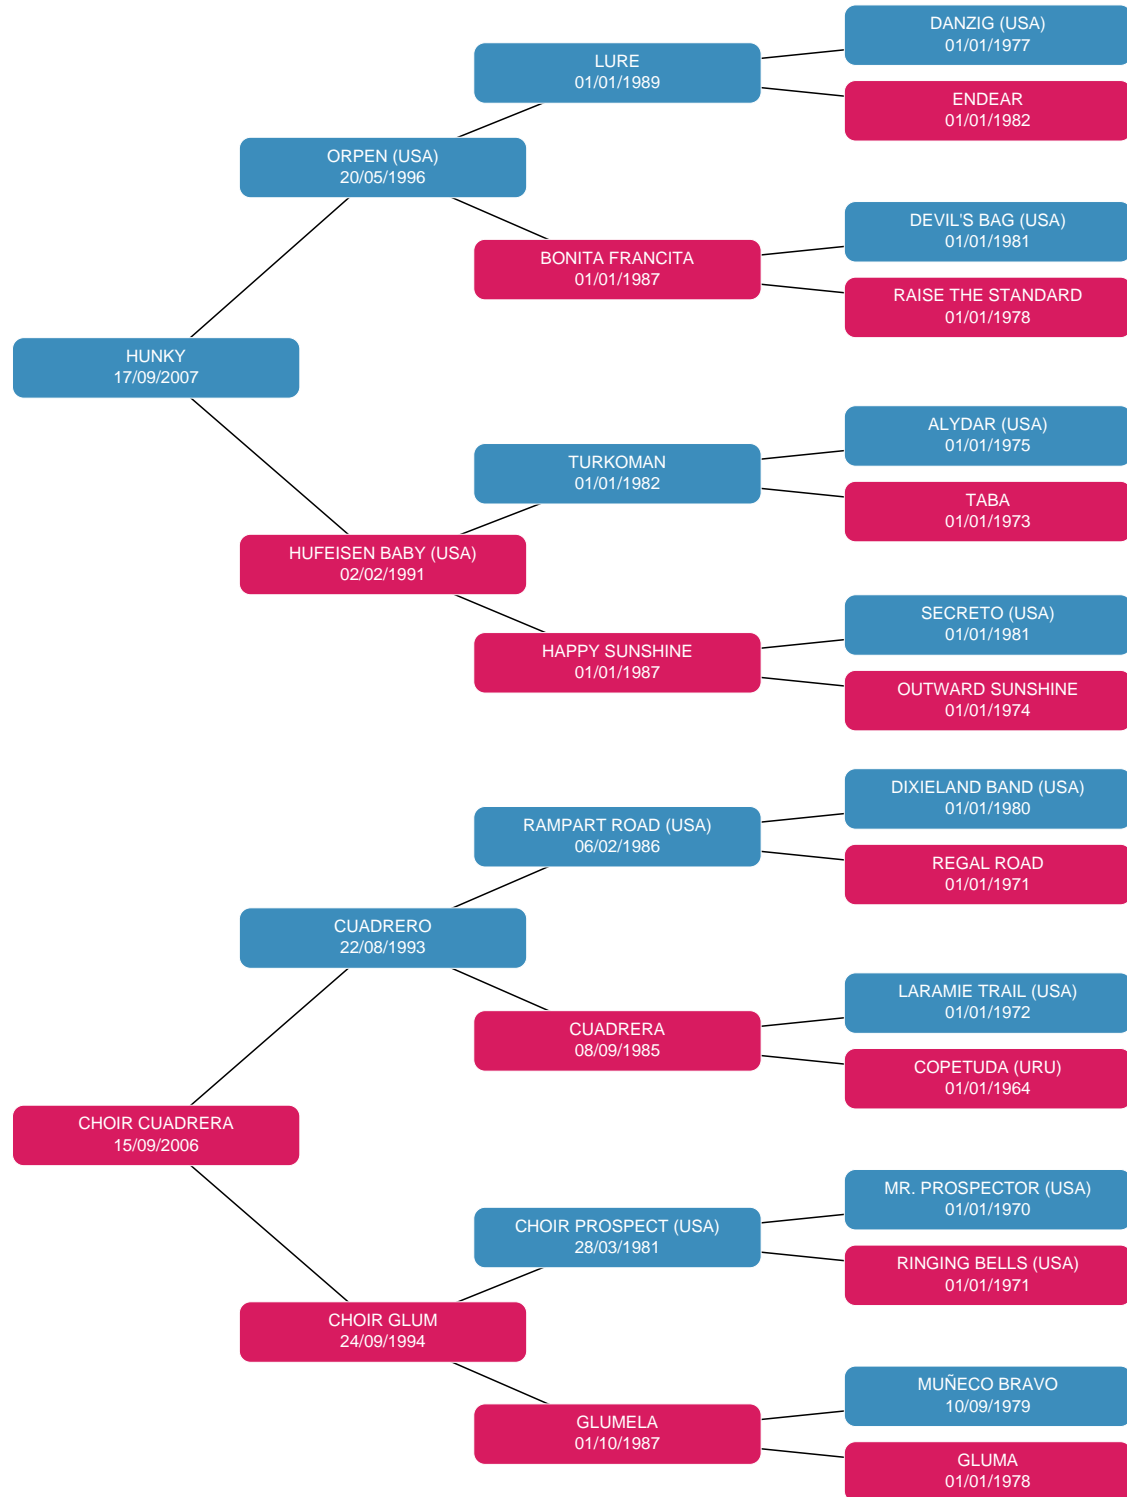 DANZIG (USA)
01/01/1977
LURE
01/01/1989
ENDEAR
01/01/1982
ORPEN (USA)
20/05/1996
DEVIL'S BAG (USA)
01/01/1981
BONITA FRANCITA
01/01/1987
RAISE THE STANDARD
01/01/1978
HUNKY
17/09/2007
ALYDAR (USA)
01/01/1975
TURKOMAN
01/01/1982
TABA
01/01/1973
HUFEISEN BABY (USA)
02/02/1991
SECRETO (USA)
01/01/1981
HAPPY SUNSHINE
01/01/1987
OUTWARD SUNSHINE
01/01/1974
DIXIELAND BAND (USA)
01/01/1980
RAMPART ROAD (USA)
06/02/1986
REGAL ROAD
01/01/1971
CUADRERO
22/08/1993
LARAMIE TRAIL (USA)
01/01/1972
CUADRERA
08/09/1985
COPETUDA (URU)
01/01/1964
CHOIR CUADRERA
15/09/2006
MR. PROSPECTOR (USA)
01/01/1970
CHOIR PROSPECT (USA)
28/03/1981
RINGING BELLS (USA)
01/01/1971
CHOIR GLUM
24/09/1994
MUÑECO BRAVO
10/09/1979
GLUMELA
01/10/1987
GLUMA
01/01/1978